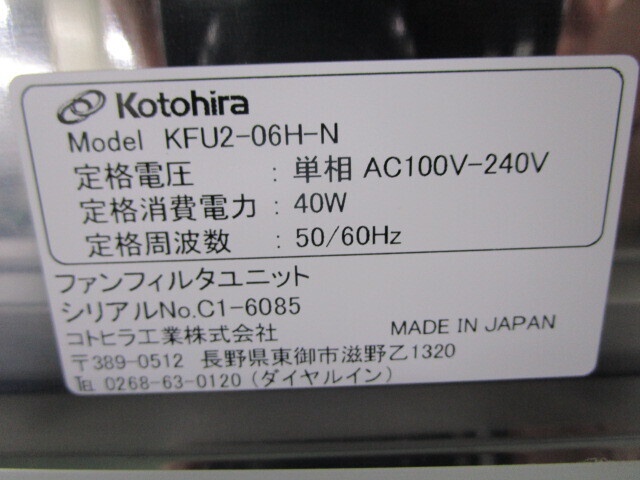 Kotohira
Model KFU2-06H-N
定格電圧 : 単相 AC100V-240V
定格消費電力 : 40W
定格周波数 : 50/60Hz
ファンフィルタユニット
シリアルNo.C1-6085
コトヒラ工業株式会社 MADE IN JAPAN
〒389-0512 長野県東御市滋野乙1320
℡ 0268-63-0120 (ダイヤルイン)